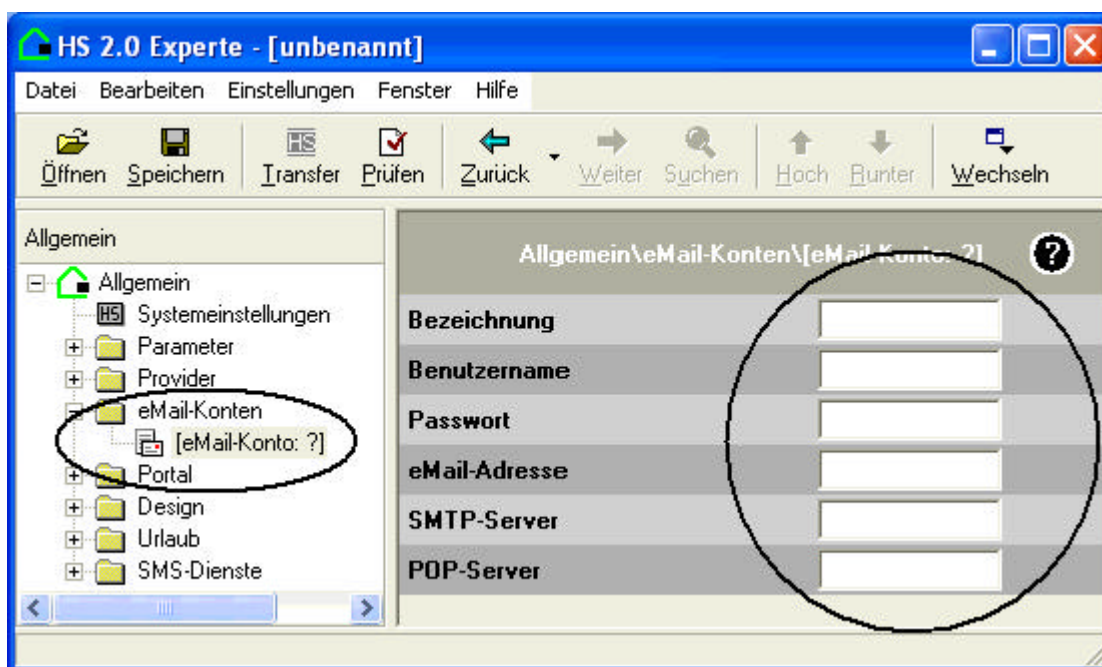 HS 2.0 Experte - [unbenannt]
Datei Bearbeiten Einstellungen Fenster Hilfe
HS
Öffnen Speichern Transfer Prüfen Zurück Weiter Suchen Hoch Runter Wechseln
Allgemein
Allgemein\eMail-Konten\[eMail-Konto: ?] ?
Allgemein
HS Systemeinstellungen
Parameter
Provider
eMail-Konten
[eMail-Konto: ?]
Portal
Design
Urlaub
SMS-Dienste
Bezeichnung
Benutzername
Passwort
eMail-Adresse
SMTP-Server
POP-Server